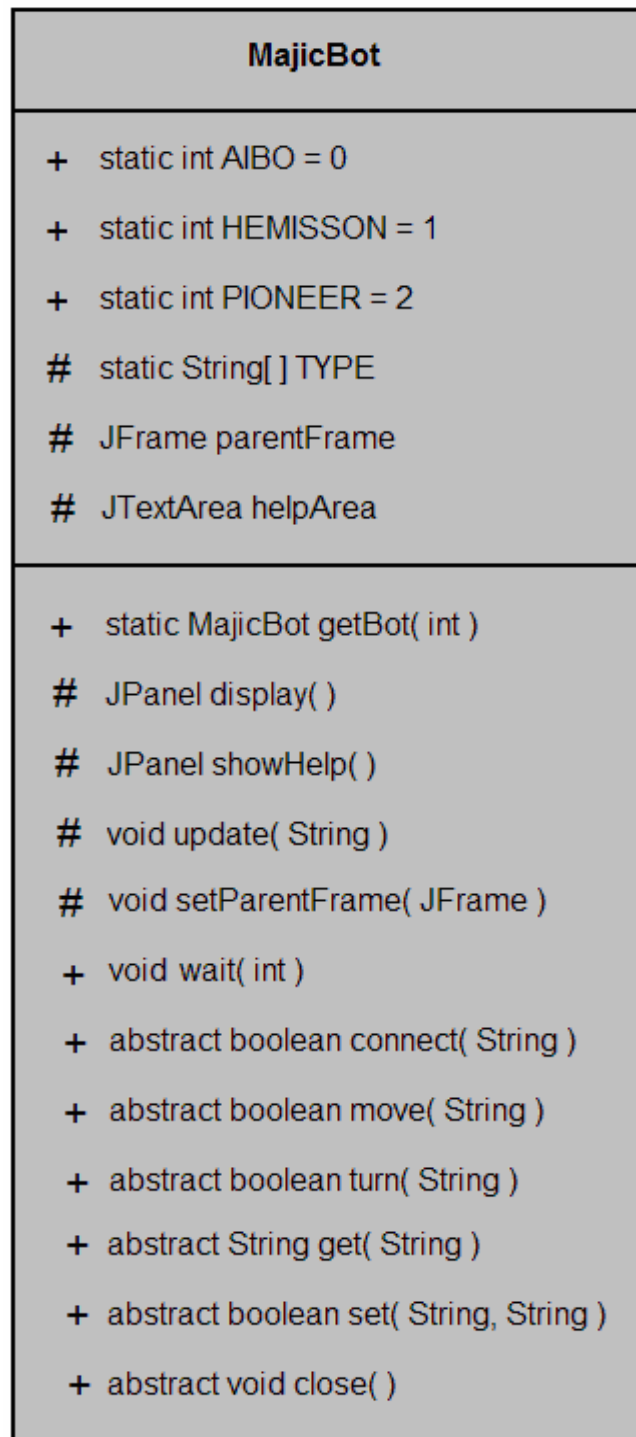 MajicBot
+ static int AIBO = 0
+ static int HEMISSON = 1
+ static int PIONEER = 2
# static String[ ] TYPE
# JFrame parentFrame
# JTextArea helpArea
+ static MajicBot getBot( int )
# JPanel display( )
# JPanel showHelp( )
# void update( String )
# void setParentFrame( JFrame )
+ void wait( int )
+ abstract boolean connect( String )
+ abstract boolean move( String )
+ abstract boolean turn( String )
+ abstract String get( String )
+ abstract boolean set( String, String )
+ abstract void close( )